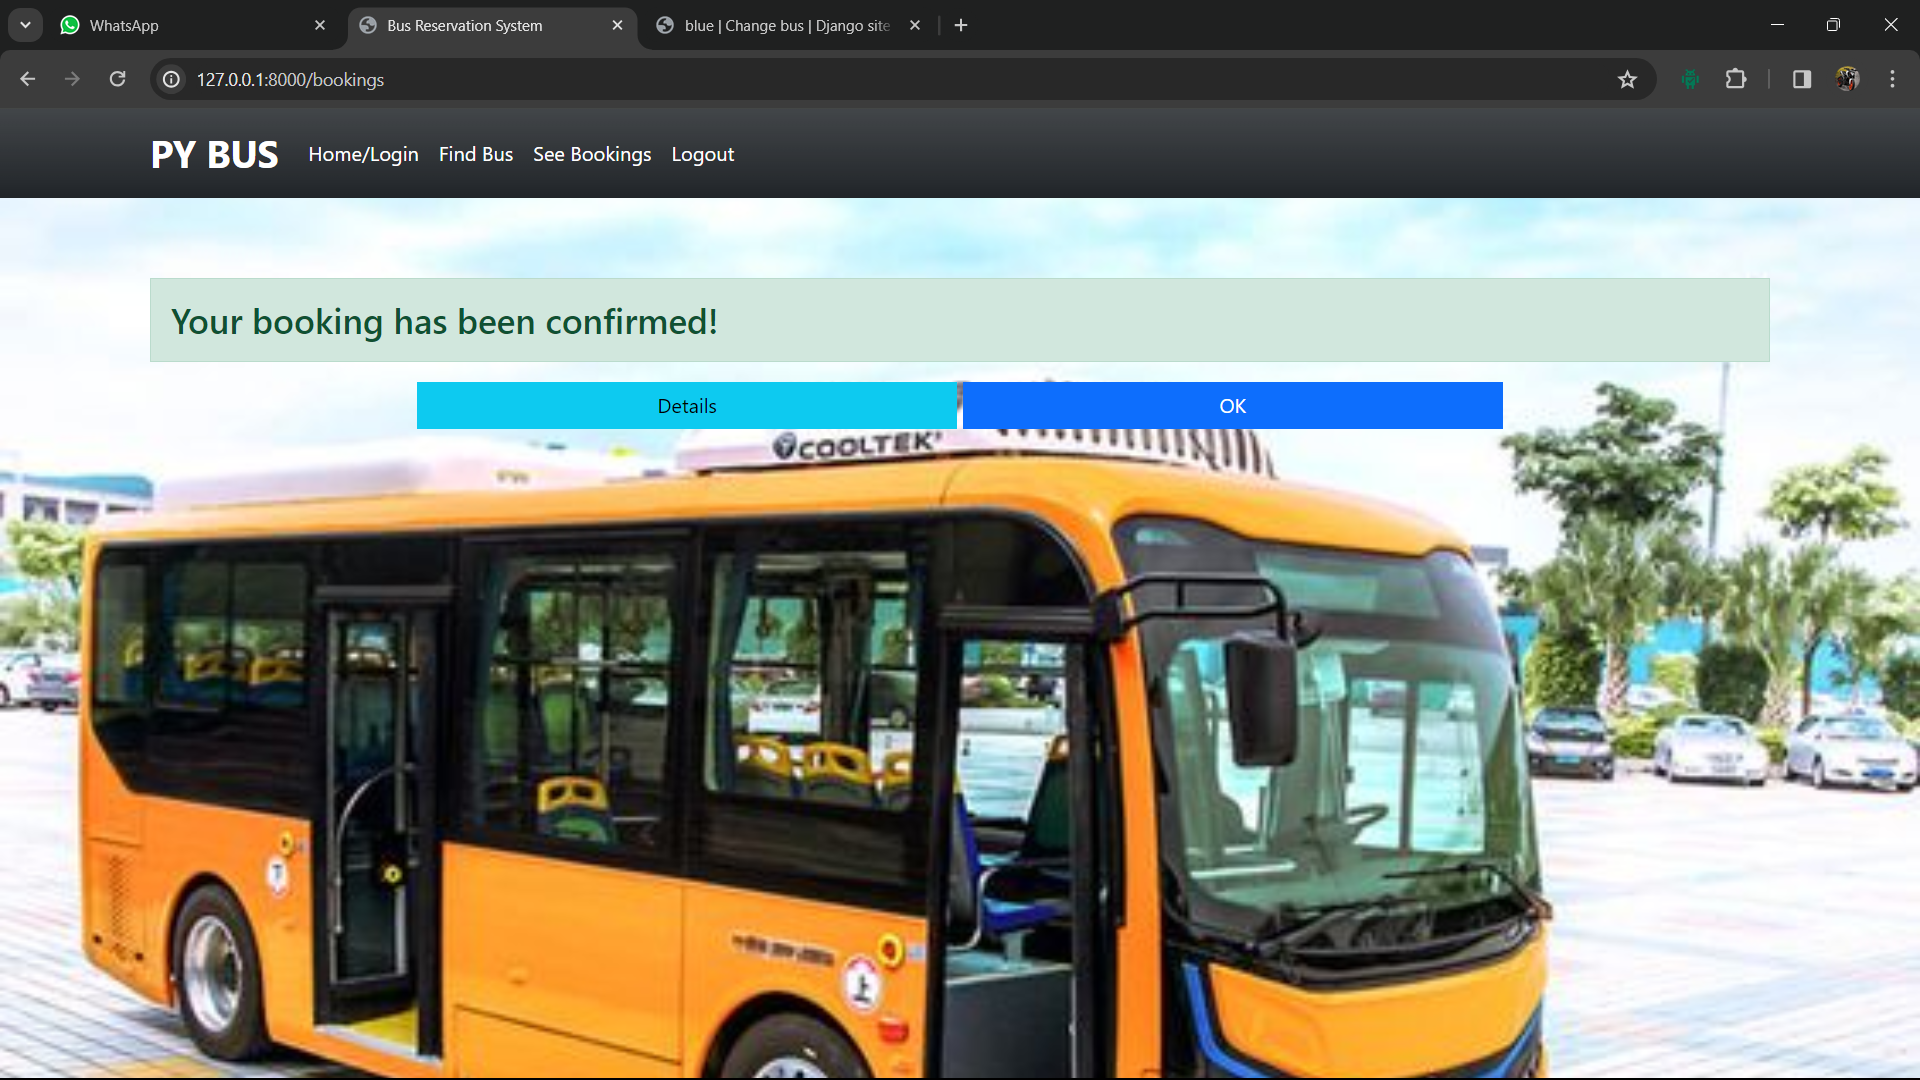 WhatsApp
Bus Reservation System
blue | Change bus | Django site
127.0.0.1:8000/bookings
PY BUS
Home/Login
Find Bus
See Bookings
Logout
Your booking has been confirmed!
Details
OK
COOLTEK
上